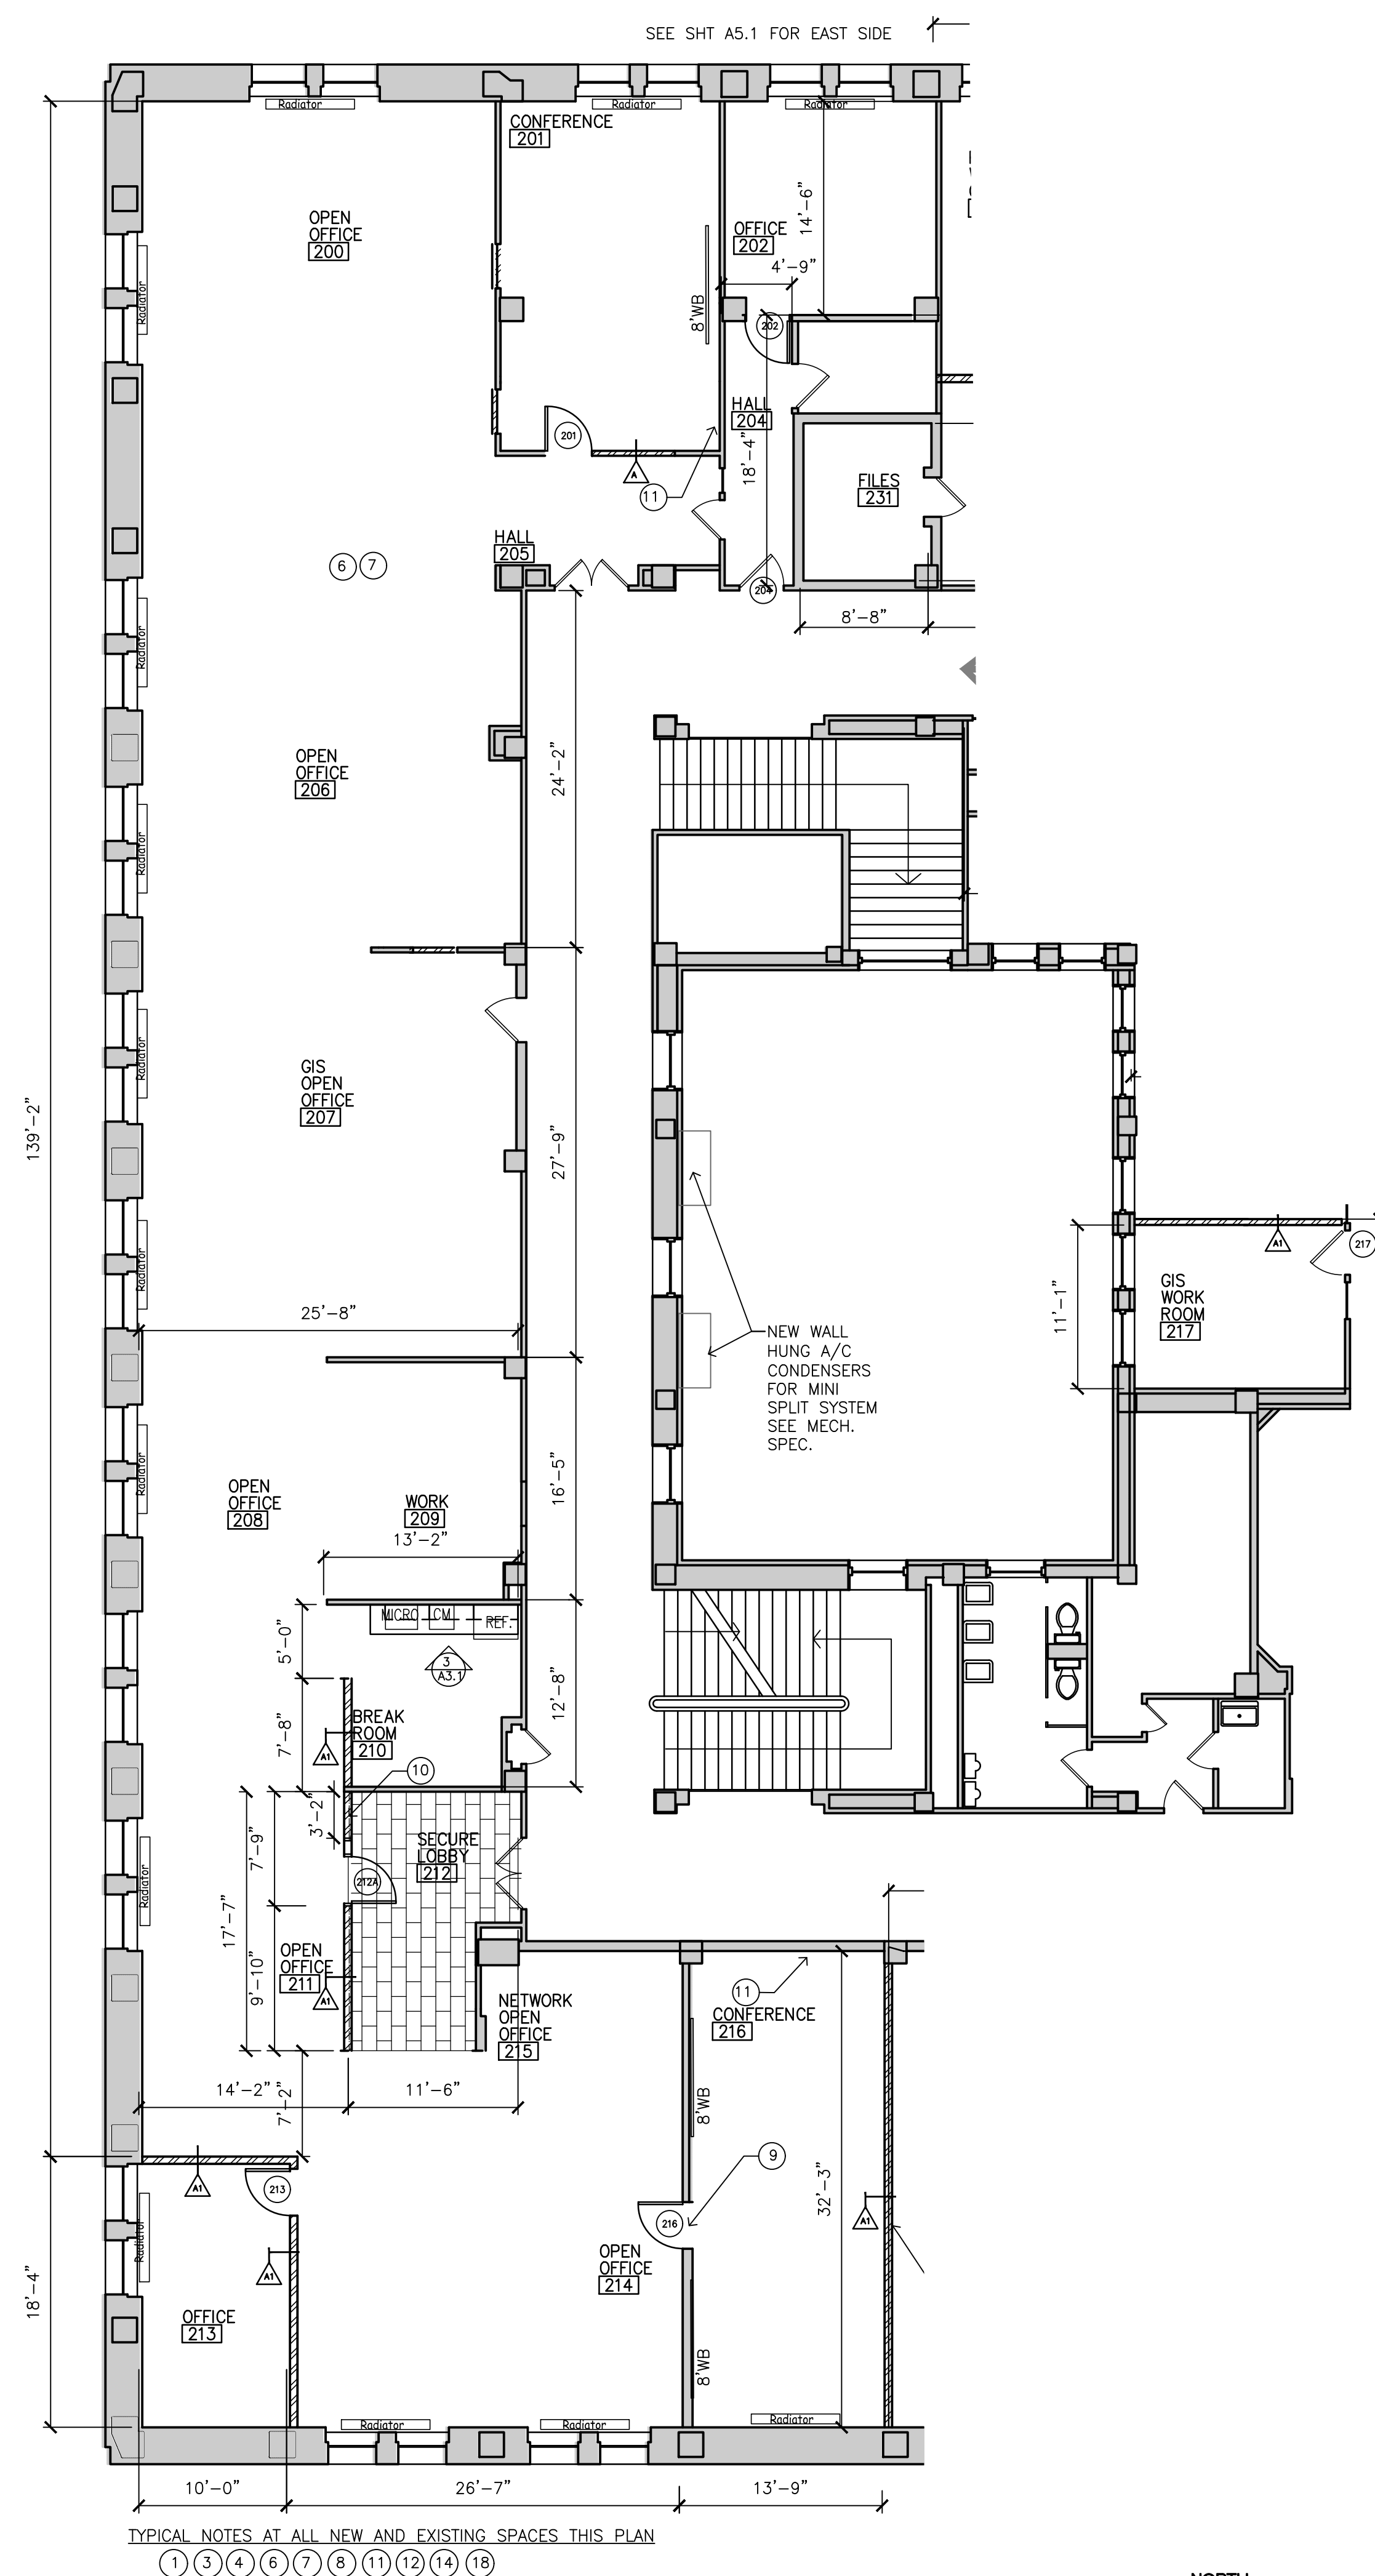 SEE SHT A5.1 FOR EAST SIDE
Radiator
Radiator
Radiator
CONFERENCE
201
OPEN
OFFICE
200
14'-6"
OFFICE
202
4'-9"
Radiator
8'WB
202
HALL
204
201
A
18'-4"
11
FILES
231
HALL
205
6
7
204
8'-8"
Radiator
OPEN
OFFICE
206
24'-2"
Radiator
Radiator
GIS
OPEN
OFFICE
207
139'-2"
27'-9"
Radiator
A1
217
GIS
WORK
ROOM
217
11'-1"
25'-8"
NEW WALL
HUNG A/C
CONDENSERS
FOR MINI
SPLIT SYSTEM
SEE MECH.
SPEC.
Radiator
OPEN
OFFICE
208
WORK
209
13'-2"
16'-5"
MICRO
CM
REF.
5'-0"
3
A3.1
12'-8"
7'-8"
BREAK
ROOM
210
A1
10
3'-2"
7'-9"
SECURE
LOBBY
212
212A
Radiator
17'-7"
9'-10"
OPEN
OFFICE
211
A1
NETWORK
OPEN
OFFICE
215
11
CONFERENCE
216
14'-2"
11'-6"
7'-2"
8'WB
9
A1
213
32'-3"
216
A1
Radiator
A1
OPEN
OFFICE
214
18'-4"
OFFICE
213
8'WB
Radiator
Radiator
Radiator
10'-0"
26'-7"
13'-9"
TYPICAL NOTES AT ALL NEW AND EXISTING SPACES THIS PLAN
1 3 4 6 7 8 11 12 14 18
NORTH